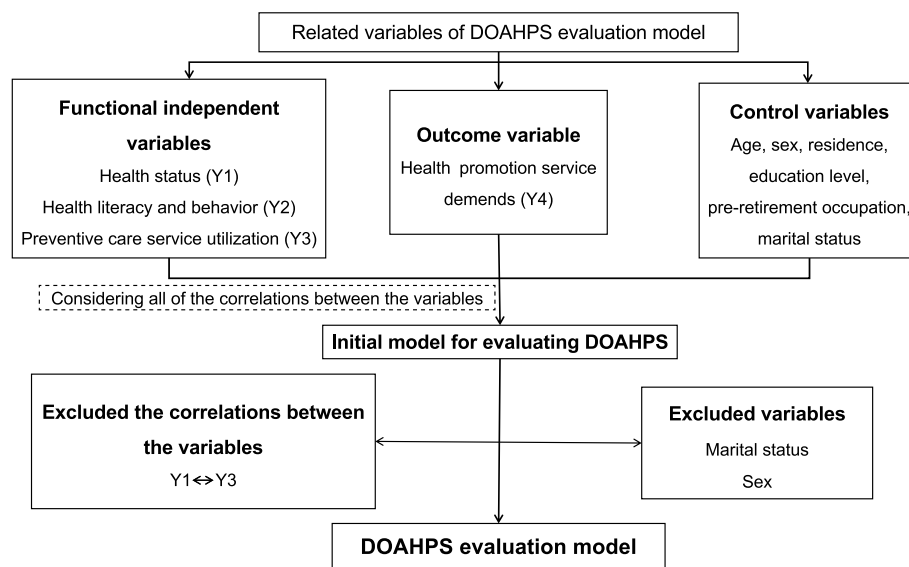 Related variables of DOAHPS evaluation model
Functional independent
variables
Health status (Y1)
Health literacy and behavior (Y2)
Preventive care service utilization (Y3)
Outcome variable
Health promotion service
demends (Y4)
Control variables
Age, sex, residence,
education level,
pre-retirement occupation,
marital status
Considering all of the correlations between the variables
Initial model for evaluating DOAHPS
Excluded the correlations between
the variables
Y1↔Y3
Excluded variables
Marital status
Sex
DOAHPS evaluation model